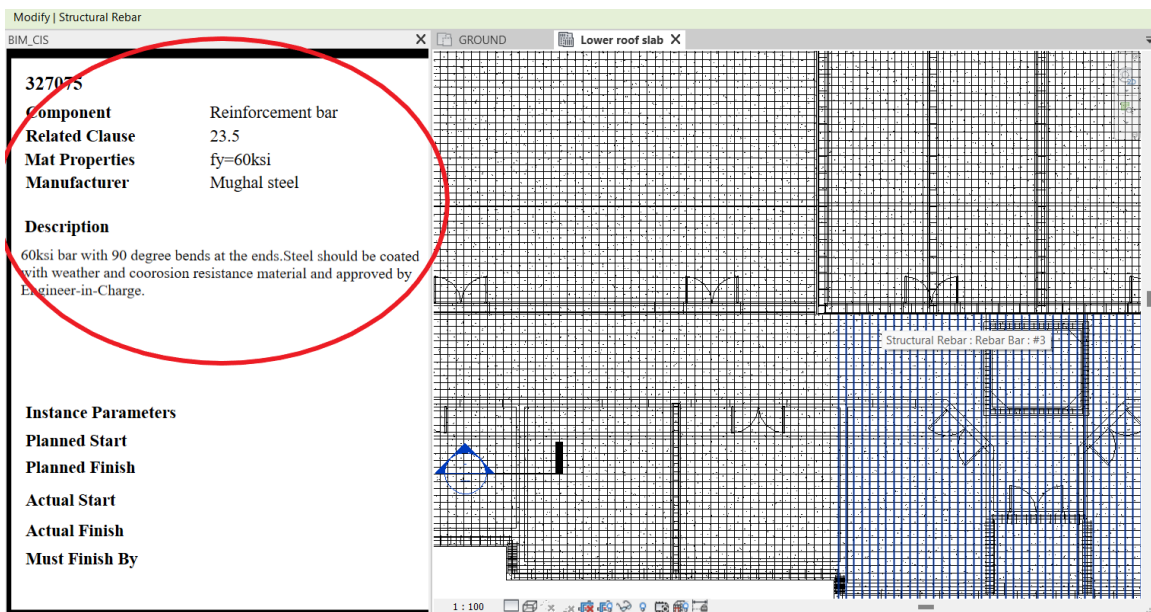 Modify | Structural Rebar
BIM_CIS
GROUND
Lower roof slab
327075
Component Reinforcement bar
Related Clause 23.5
Mat Properties fy=60ksi
Manufacturer Mughal steel
Description
60ksi bar with 90 degree bends at the ends.Steel should be coated
with weather and coorosion resistance material and approved by
Engineer-in-Charge.
Structural Rebar : Rebar Bar : #3
Instance Parameters
Planned Start
Planned Finish
Actual Start
Actual Finish
Must Finish By
1 : 100